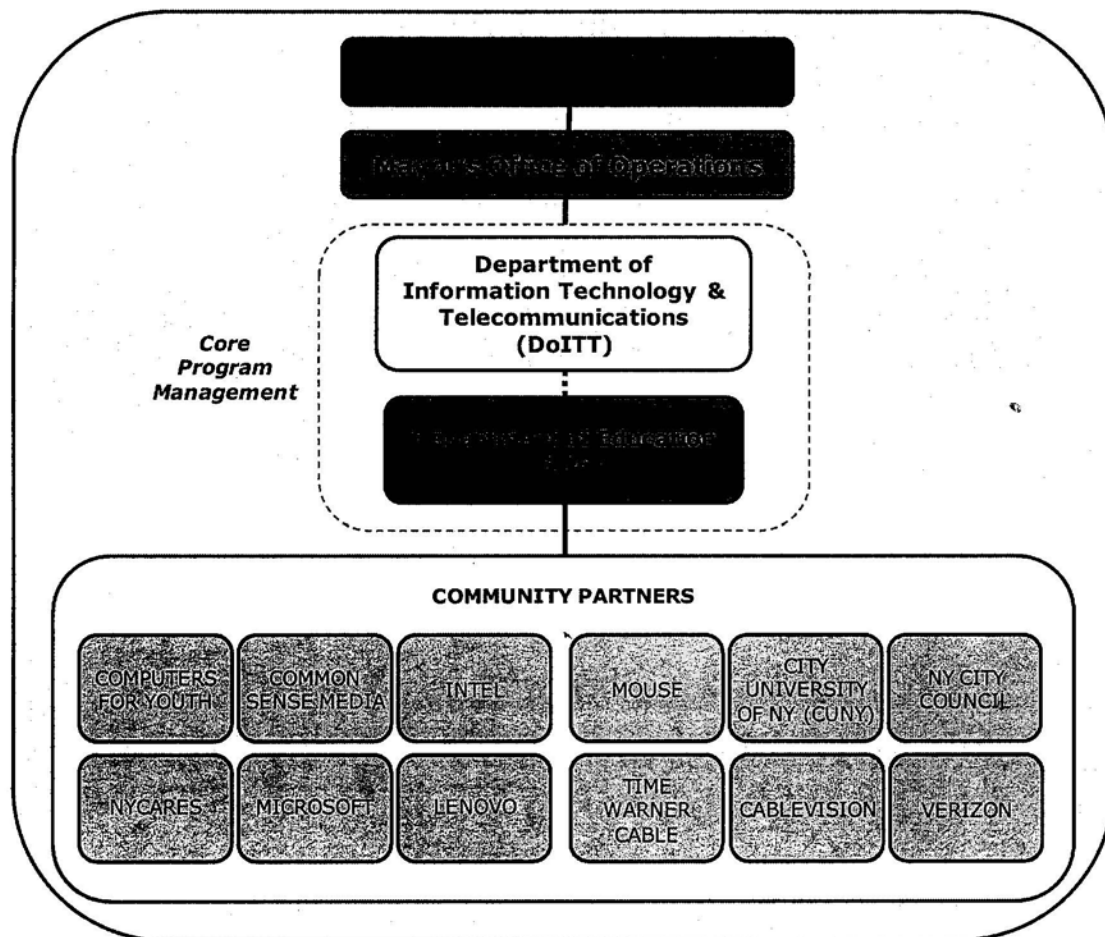 Mayor's Office of Operations
Department of
Information Technology &
Telecommunications
(DoITT)
Core
Program
Management
Department of Education
COMMUNITY PARTNERS
COMPUTERS
FOR YOUTH
COMMON
SENSE MEDIA
INTEL
MOUSE
CITY
UNIVERSITY
OF NY (CUNY)
NY CITY
COUNCIL
NYCARES
MICROSOFT
LENOVO
TIME
WARNER
CABLE
CABLEVISION
VERIZON